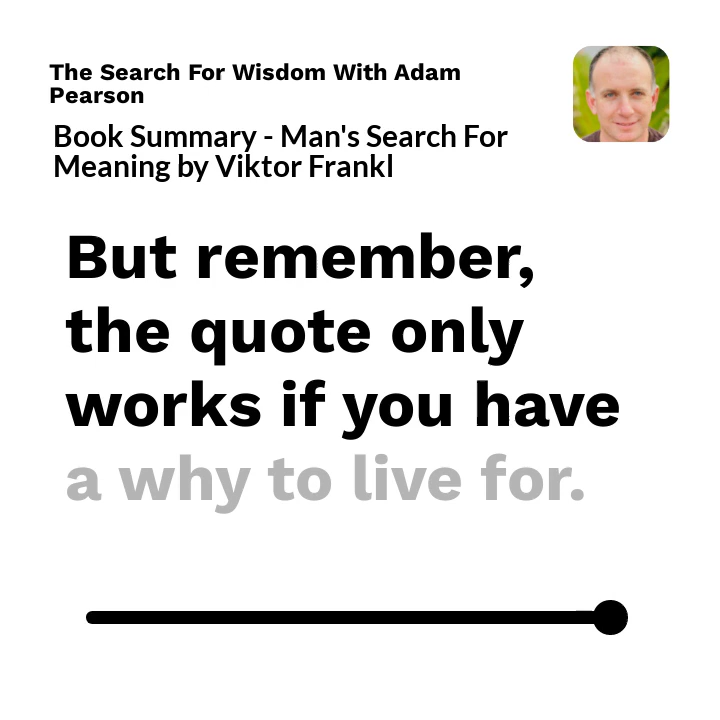 The Search For Wisdom With Adam
Pearson
Book Summary - Man's Search For
Meaning by Viktor Frankl
But remember,
the quote only
works if you have
a why to live for.